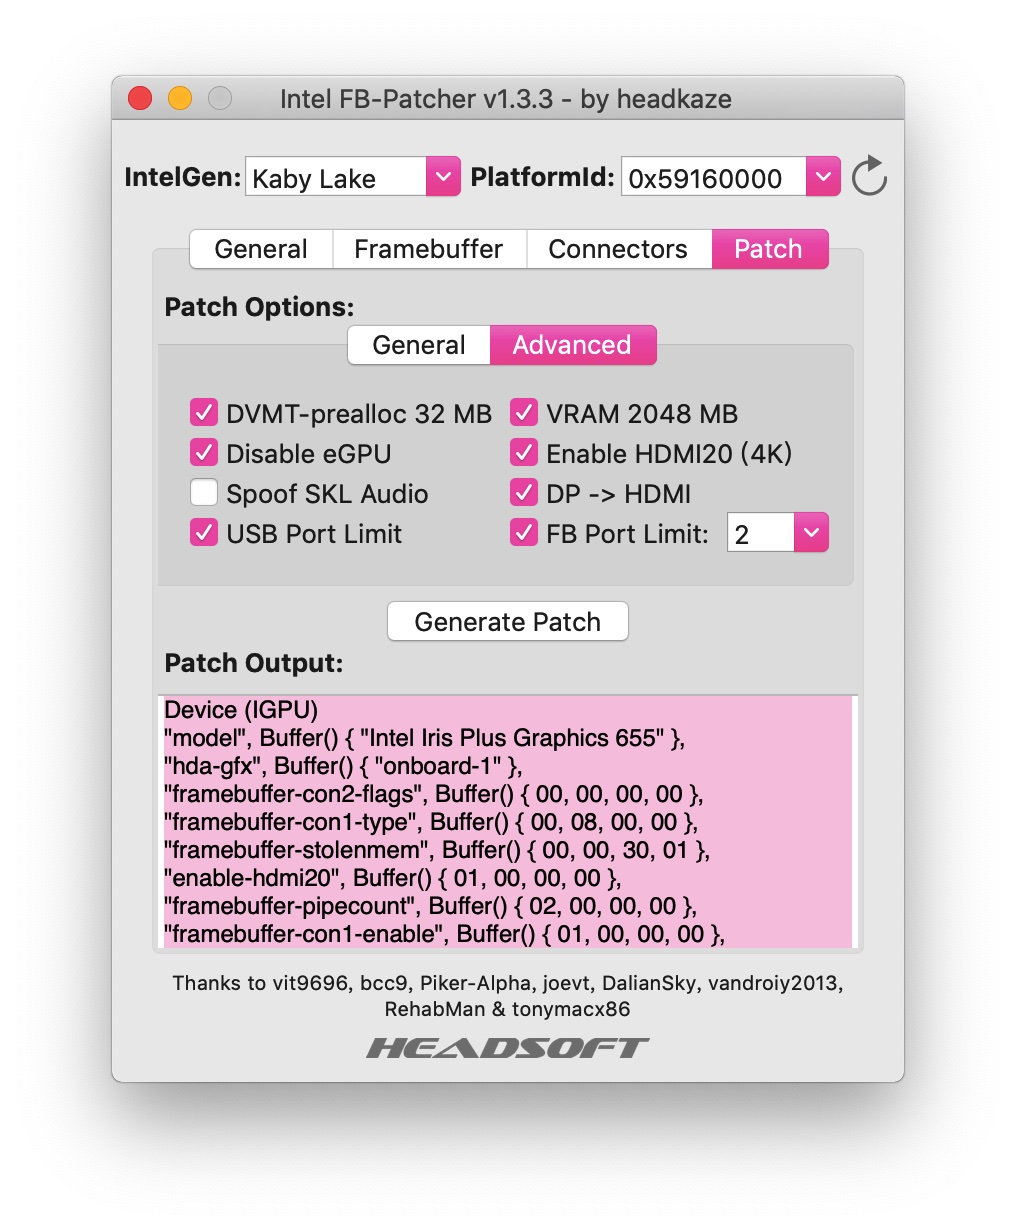 Intel FB-Patcher v1.3.3 - by headkaze
IntelGen: Kaby Lake PlatformId: 0x59160000
General Framebuffer Connectors Patch
Patch Options:
General Advanced
DVMT-prealloc 32 MB VRAM 2048 MB
Disable eGPU Enable HDMI20 (4K)
Spoof SKL Audio DP -> HDMI
USB Port Limit FB Port Limit: 2
Generate Patch
Patch Output:
Device (IGPU)
"model", Buffer() { "Intel Iris Plus Graphics 655" },
"hda-gfx", Buffer() { "onboard-1" },
"framebuffer-con2-flags", Buffer() { 00, 00, 00, 00 },
"framebuffer-con1-type", Buffer() { 00, 08, 00, 00 },
"framebuffer-stolenmem", Buffer() { 00, 00, 30, 01 },
"enable-hdmi20", Buffer() { 01, 00, 00, 00 },
"framebuffer-pipecount", Buffer() { 02, 00, 00, 00 },
"framebuffer-con1-enable", Buffer() { 01, 00, 00, 00 },
Thanks to vit9696, bcc9, Piker-Alpha, joevt, DalianSky, vandroiy2013,
RehabMan & tonymacx86
HEADSOFT